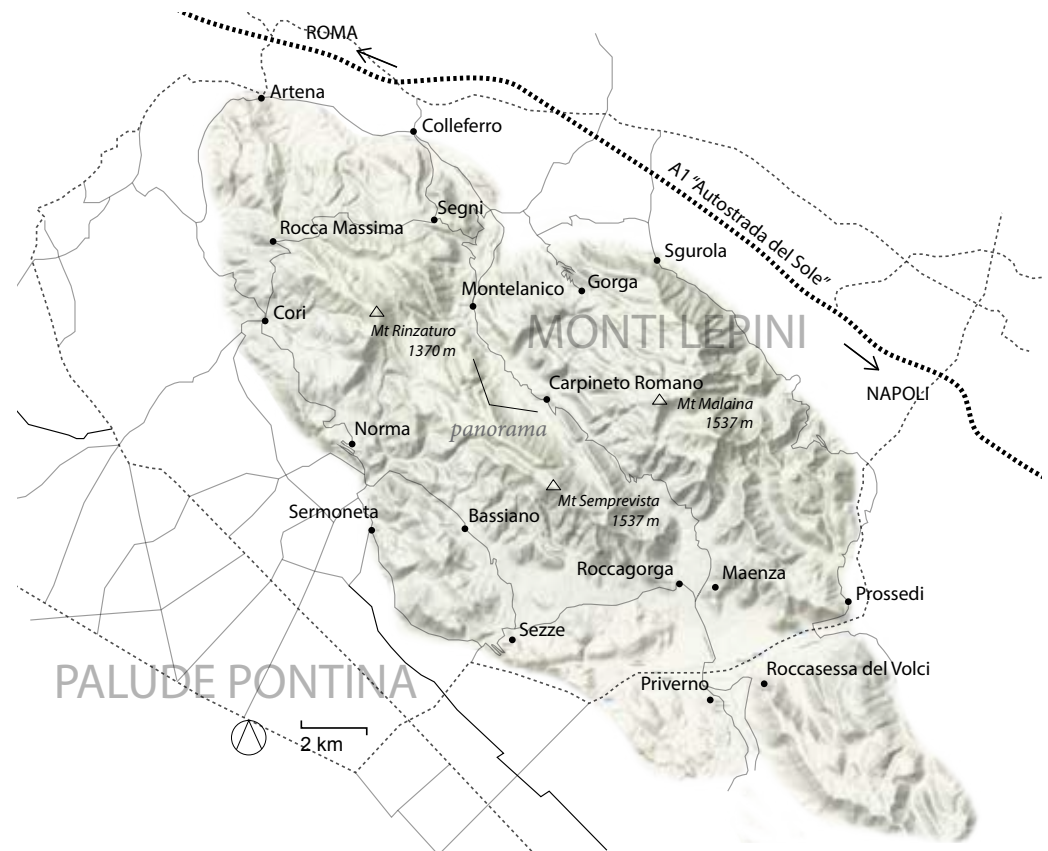 ROMA
Artena
Colleferro
A1 "Autostrada del Sole"
Segni
Rocca Massima
Sgurola
Gorga
Montelanico
Cori
Mt Rinzaturo
1370 m
MONTI LEPINI
Carpineto Romano
NAPOLI
Mt Malaina
1537 m
Norma
panorama
Mt Semprevista
1537 m
Sermoneta
Bassiano
Roccagorga
Maenza
Prossedi
Sezze
Roccasessa del Volci
PALUDE PONTINA
Priverno
2 km